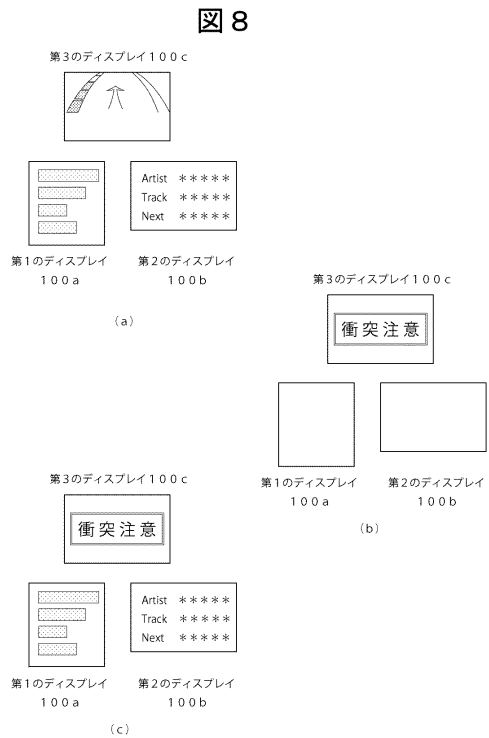 図８
第３のディスプレイ１００c
Artist ＊＊＊＊＊
Track ＊＊＊＊＊
Next ＊＊＊＊＊
第１のディスプレイ
１００a
第２のディスプレイ
１００b
（a）
第３のディスプレイ１００c
衝突注意
第１のディスプレイ
１００a
第２のディスプレイ
１００b
（b）
第３のディスプレイ１００c
衝突注意
Artist ＊＊＊＊＊
Track ＊＊＊＊＊
Next ＊＊＊＊＊
第１のディスプレイ
１００a
第２のディスプレイ
１００b
（c）